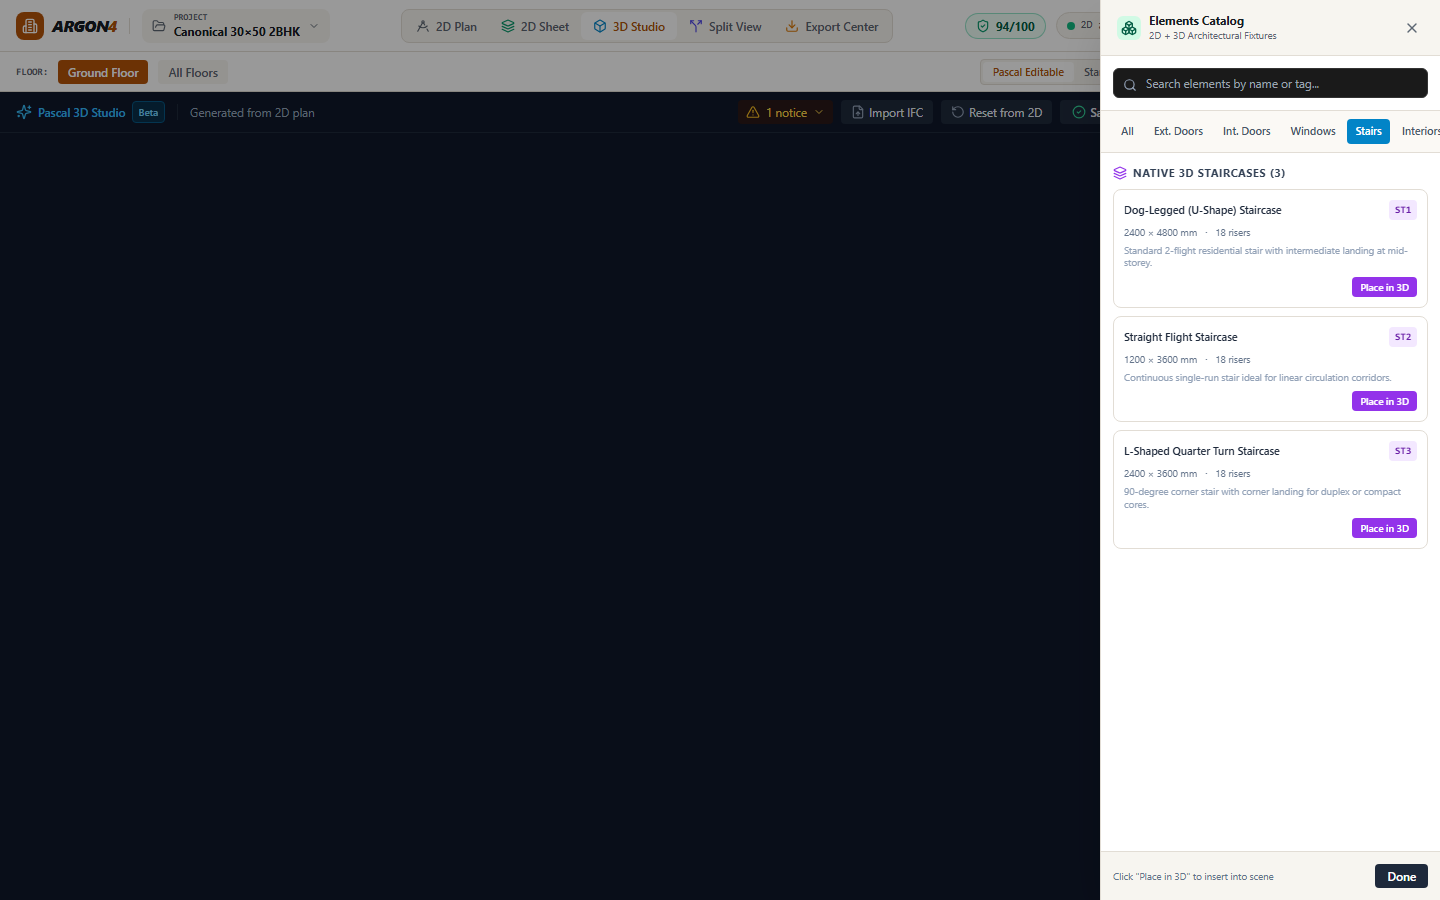 ARGON4
PROJECT
Canonical 30×50 2BHK
2D Plan
2D Sheet
3D Studio
Split View
Export Center
94/100
2D
FLOOR:
Ground Floor
All Floors
Pascal Editable
Pascal 3D Studio
Beta
Generated from 2D plan
1 notice
Import IFC
Reset from 2D
Elements Catalog
2D + 3D Architectural Fixtures
Search elements by name or tag...
All
Ext. Doors
Int. Doors
Windows
Stairs
Interiors
NATIVE 3D STAIRCASES (3)
Dog-Legged (U-Shape) Staircase
ST1
2400 × 4800 mm · 18 risers
Standard 2-flight residential stair with intermediate landing at mid-
storey.
Place in 3D
Straight Flight Staircase
ST2
1200 × 3600 mm · 18 risers
Continuous single-run stair ideal for linear circulation corridors.
Place in 3D
L-Shaped Quarter Turn Staircase
ST3
2400 × 3600 mm · 18 risers
90-degree corner stair with corner landing for duplex or compact
cores.
Place in 3D
Click "Place in 3D" to insert into scene
Done